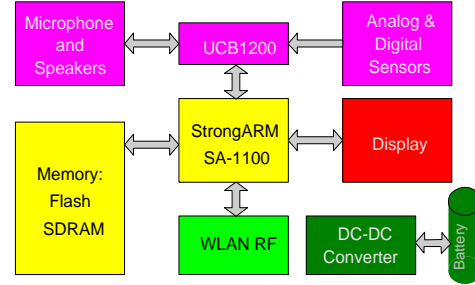 Microphone
and
Speakers
UCB1200
Analog &
Digital
Sensors
StrongARM
SA-1100
Display
Memory:
Flash
SDRAM
WLAN RF
DC-DC
Converter
Battery